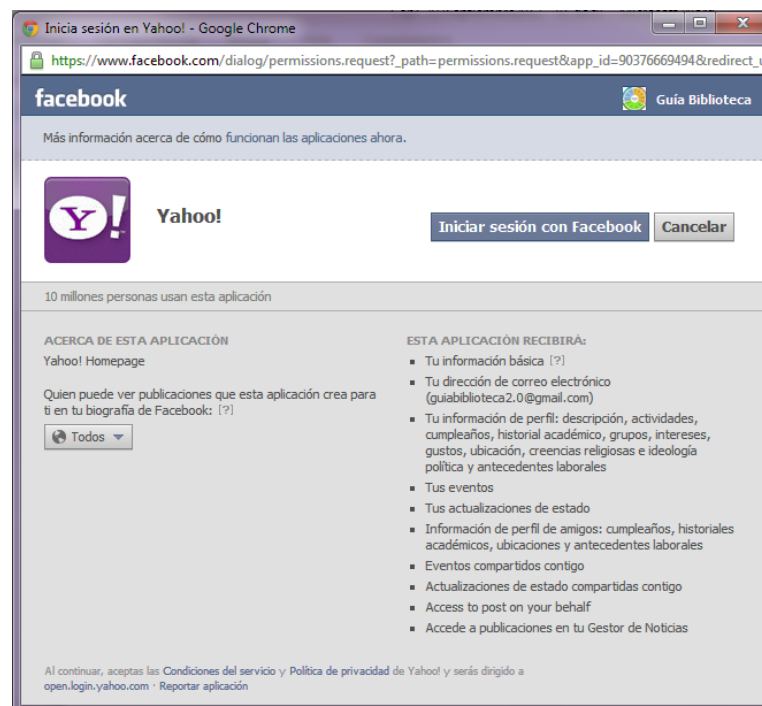 Inicia sesión en Yahoo! - Google Chrome
https://www.facebook.com/dialog/permissions.request?_path=permissions.request&app_id=90376669494&redirect_u
facebook
Guía Biblioteca
Más información acerca de cómo funcionan las aplicaciones ahora.
Y!
Yahoo!
Iniciar sesión con Facebook
Cancelar
10 millones personas usan esta aplicación
ACERCA DE ESTA APLICACIÓN
Yahoo! Homepage
Quien puede ver publicaciones que esta aplicación crea para
ti en tu biografía de Facebook: [?]
Todos
ESTA APLICACIÓN RECIBIRÁ:
Tu información básica [?]
Tu dirección de correo electrónico
(guiabiblioteca2.0@gmail.com)
Tu información de perfil: descripción, actividades,
cumpleaños, historial académico, grupos, intereses,
gustos, ubicación, creencias religiosas e ideología
política y antecedentes laborales
Tus eventos
Tus actualizaciones de estado
Información de perfil de amigos: cumpleaños, historiales
académicos, ubicaciones y antecedentes laborales
Eventos compartidos contigo
Actualizaciones de estado compartidas contigo
Access to post on your behalf
Accede a publicaciones en tu Gestor de Noticias
Al continuar, aceptas las Condiciones del servicio y Política de privacidad de Yahoo! y serás dirigido a
open.login.yahoo.com · Reportar aplicación